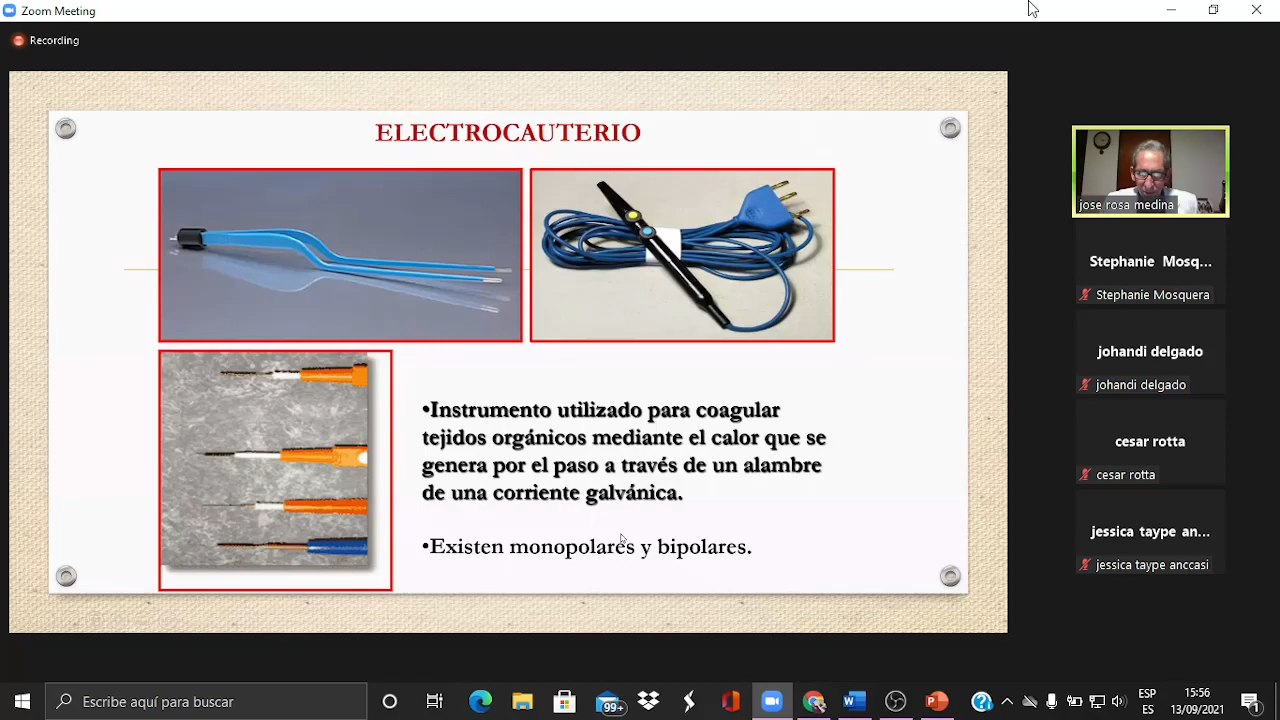 Zoom Meeting
Recording
ELECTROCAUTERIO
•Instrumento utilizado para coagular
tejidos orgánicos mediante el calor que se
genera por el paso a través de un alambre
de una corriente galvánica.
•Existen monopolares y bipolares.
jose rosa medina
Stephanie Mosq...
Stephanie Mosquera
johandi delgado
johandi delgado
cesar rotta
cesar rotta
jessica taype an...
jessica taype anccasi
Escribe aquí para buscar
99+
ESP
ES
15:56
13/09/2021
1